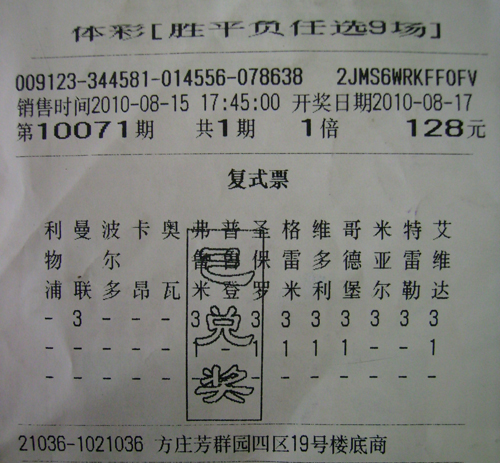 体彩[胜平负任选9场]
009123-344581-014556-078638 2JMS6WRKFF0FV
销售时间2010-08-15 17:45:00 开奖日期2010-08-17
第10071期 共1期 1倍 128元
复式票
利 曼 波 卡 奥 弗 普 圣 格 维 哥 米 特 艾
物 尔 鲁 鲁 保 雷 多 德 亚 雷 维
浦 联 多 昂 瓦 米 登 罗 米 利 堡 尔 勒 达
- 3 - - - 3 - 3 3 3 3 3 3 3
- - - - - 1 - 1 1 1 1 - - 1
- - - - - - - - - - - - - -
已兑奖
21036-1021036 方庄芳群园四区19号楼底商